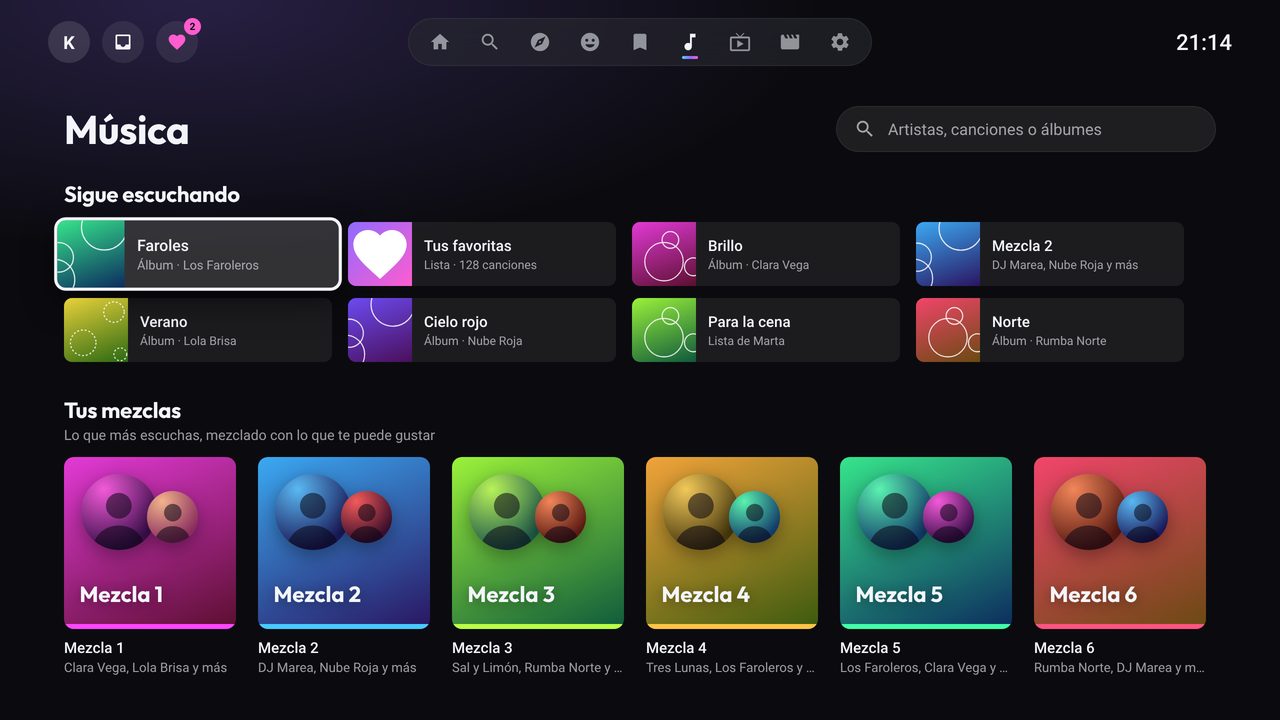 K
2
21:14
Música
Artistas, canciones o álbumes
Sigue escuchando
Faroles
Álbum · Los Faroleros
Tus favoritas
Lista · 128 canciones
Brillo
Álbum · Clara Vega
Mezcla 2
DJ Marea, Nube Roja y más
Verano
Álbum · Lola Brisa
Cielo rojo
Álbum · Nube Roja
Para la cena
Lista de Marta
Norte
Álbum · Rumba Norte
Tus mezclas
Lo que más escuchas, mezclado con lo que te puede gustar
Mezcla 1
Mezcla 2
Mezcla 3
Mezcla 4
Mezcla 5
Mezcla 6
Mezcla 1
Clara Vega, Lola Brisa y más
Mezcla 2
DJ Marea, Nube Roja y más
Mezcla 3
Sal y Limón, Rumba Norte y ...
Mezcla 4
Tres Lunas, Los Faroleros y ...
Mezcla 5
Los Faroleros, Clara Vega y ...
Mezcla 6
Rumba Norte, DJ Marea y m...